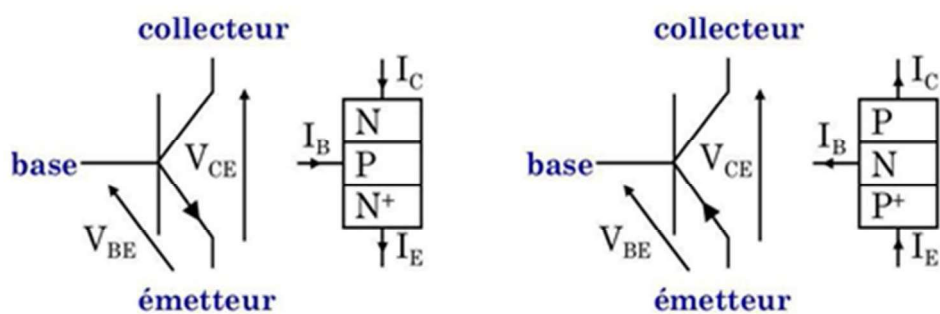 collecteur collecteur
I_C I_C
N P
I_B I_B
base V_CE P base V_CE N
N⁺ P⁺
V_BE V_BE
I_E I_E
émetteur émetteur